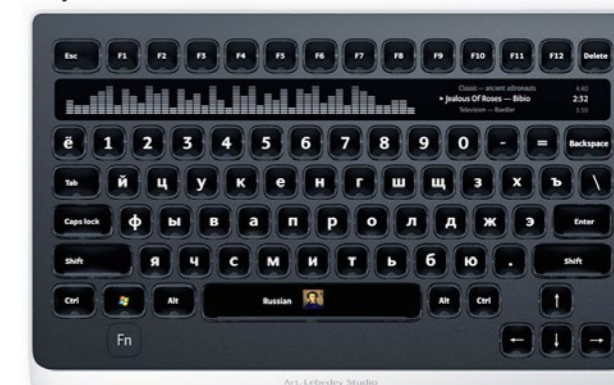 Esc F1 F2 F3 F4 F5 F6 F7 F8 F9 F10 F11 F12 Delete
Classic — ancient astronauts 4:40
‣ Jealous Of Roses — Bibio 2:32
Television — Baxter 3:50
ё 1 2 3 4 5 6 7 8 9 0 - = Backspace
Tab й ц у к е н г ш щ з х ъ \
Caps lock ф ы в а п р о л д ж э Enter
Shift я ч с м и т ь б ю . Shift
Ctrl Alt Russian Alt Ctrl ↑
Fn ← ↓ →
Art. Lebedev Studio